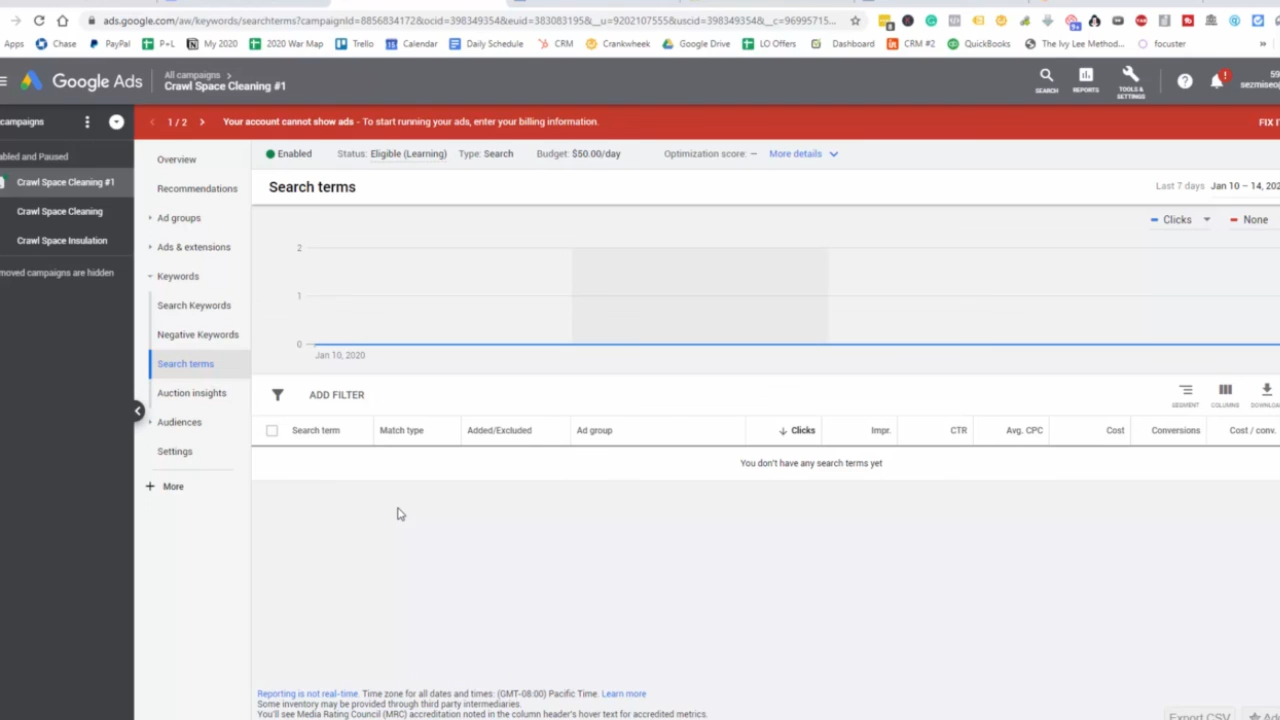 ads.google.com/aw/keywords/searchterms?campaignId=8856834172&ocid=398349354&euid=383083195&__u=9202107555&uscid=398349354&__c=96995715...
Apps Chase PayPal P+L My 2020 2020 War Map Trello Calendar Daily Schedule CRM Crankwheek Google Drive LO Offers Dashboard CRM #2 QuickBooks The Ivy Lee Method... focuster »
Google Ads
All campaigns >
Crawl Space Cleaning #1
SEARCH
REPORTS
TOOLS &
SETTINGS
campaigns
1 / 2
Your account cannot show ads - To start running your ads, enter your billing information.
Enabled
Status: Eligible (Learning) Type: Search Budget: $50.00/day Optimization score: – More details
abled and Paused
Crawl Space Cleaning #1
Crawl Space Cleaning
Crawl Space Insulation
moved campaigns are hidden
Overview
Recommendations
Ad groups
Ads & extensions
Keywords
Search Keywords
Negative Keywords
Search terms
Auction insights
Audiences
Settings
+ More
Search terms
Last 7 days Jan 10 – 14, 202
Clicks
None
2
1
0
Jan 10, 2020
ADD FILTER
SEGMENT
COLUMNS
DOWNLOA
Search term Match type Added/Excluded Ad group Clicks Impr. CTR Avg. CPC Cost Conversions Cost / conv.
You don't have any search terms yet
Reporting is not real-time. Time zone for all dates and times: (GMT-08:00) Pacific Time. Learn more
Some inventory may be provided through third party intermediaries.
You'll see Media Rating Council (MRC) accreditation noted in the column header's hover text for accredited metrics.
Export CSV